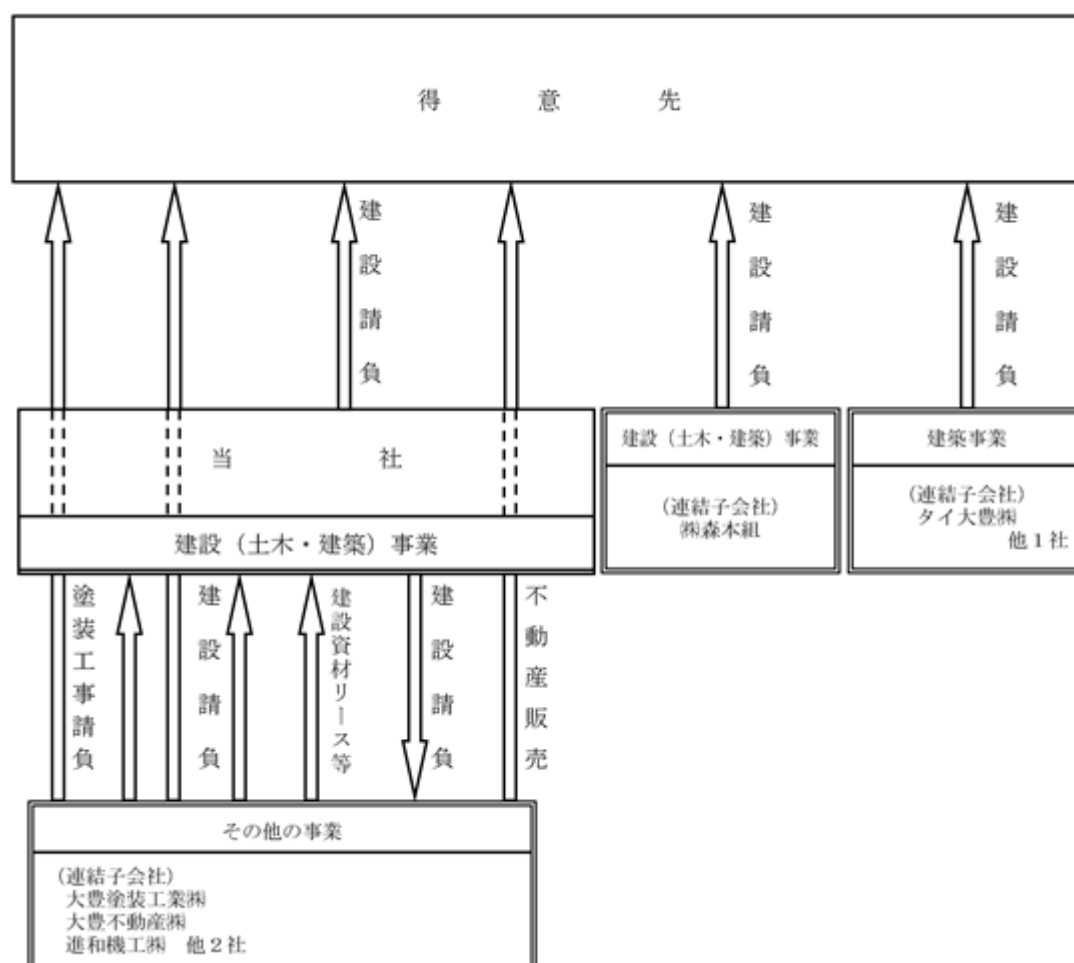 得意先
建設請負
建設請負
建設請負
当社
建設（土木・建築）事業
建設（土木・建築）事業
(連結子会社)
㈱森本組
建築事業
(連結子会社)
タイ大豊㈱
他１社
塗装工事請負
建設請負
建設資材リース等
建設請負
不動産販売
その他の事業
(連結子会社)
大豊塗装工業㈱
大豊不動産㈱
進和機工㈱　他２社